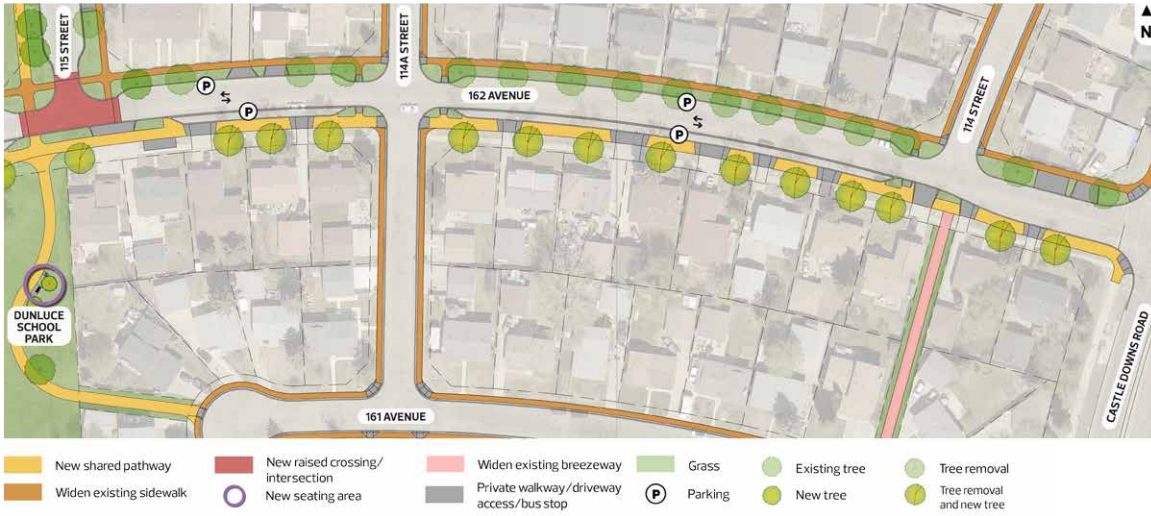 115 STREET
114A STREET
N
P
P
162 AVENUE
P
P
114 STREET
DUNLUCE
SCHOOL
PARK
161 AVENUE
CASTLE DOWNS ROAD
New shared pathway
Widen existing sidewalk
New raised crossing/
intersection
New seating area
Widen existing breezeway
Private walkway/driveway
access/bus stop
Grass
P Parking
Existing tree
New tree
Tree removal
Tree removal
and new tree